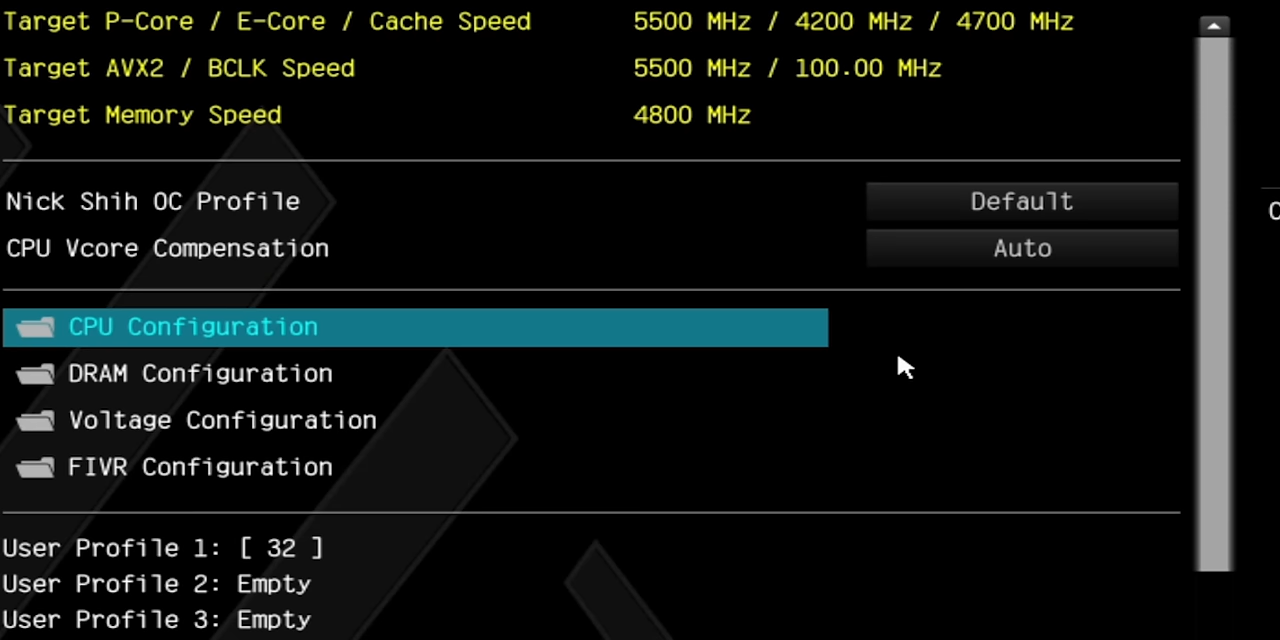 Target P-Core / E-Core / Cache Speed 5500 MHz / 4200 MHz / 4700 MHz
Target AVX2 / BCLK Speed 5500 MHz / 100.00 MHz
Target Memory Speed 4800 MHz
Nick Shih OC Profile Default
CPU Vcore Compensation Auto
CPU Configuration
DRAM Configuration
Voltage Configuration
FIVR Configuration
User Profile 1: [ 32 ]
User Profile 2: Empty
User Profile 3: Empty